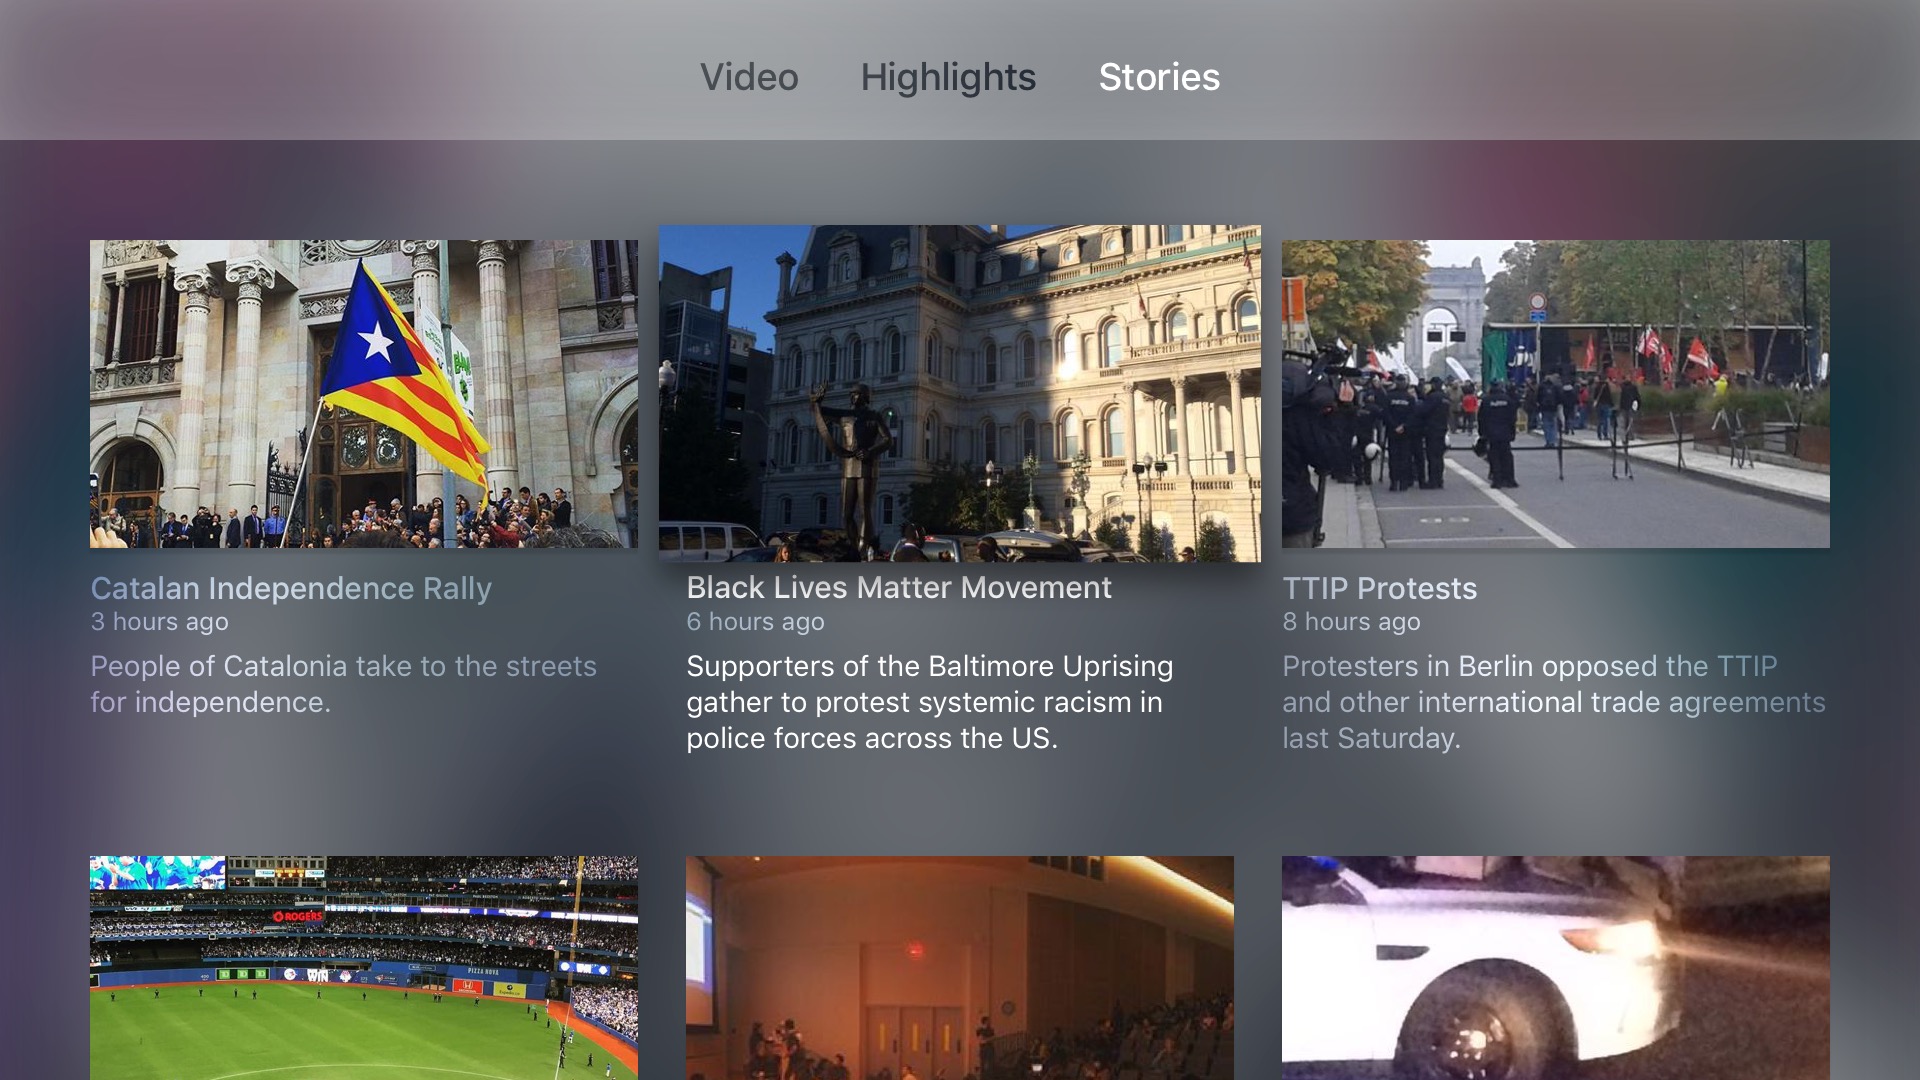 Video Highlights Stories
Catalan Independence Rally
3 hours ago
People of Catalonia take to the streets
for independence.
Black Lives Matter Movement
6 hours ago
Supporters of the Baltimore Uprising
gather to protest systemic racism in
police forces across the US.
TTIP Protests
8 hours ago
Protesters in Berlin opposed the TTIP
and other international trade agreements
last Saturday.
ROGERS
WIN
PIZZA NOVA